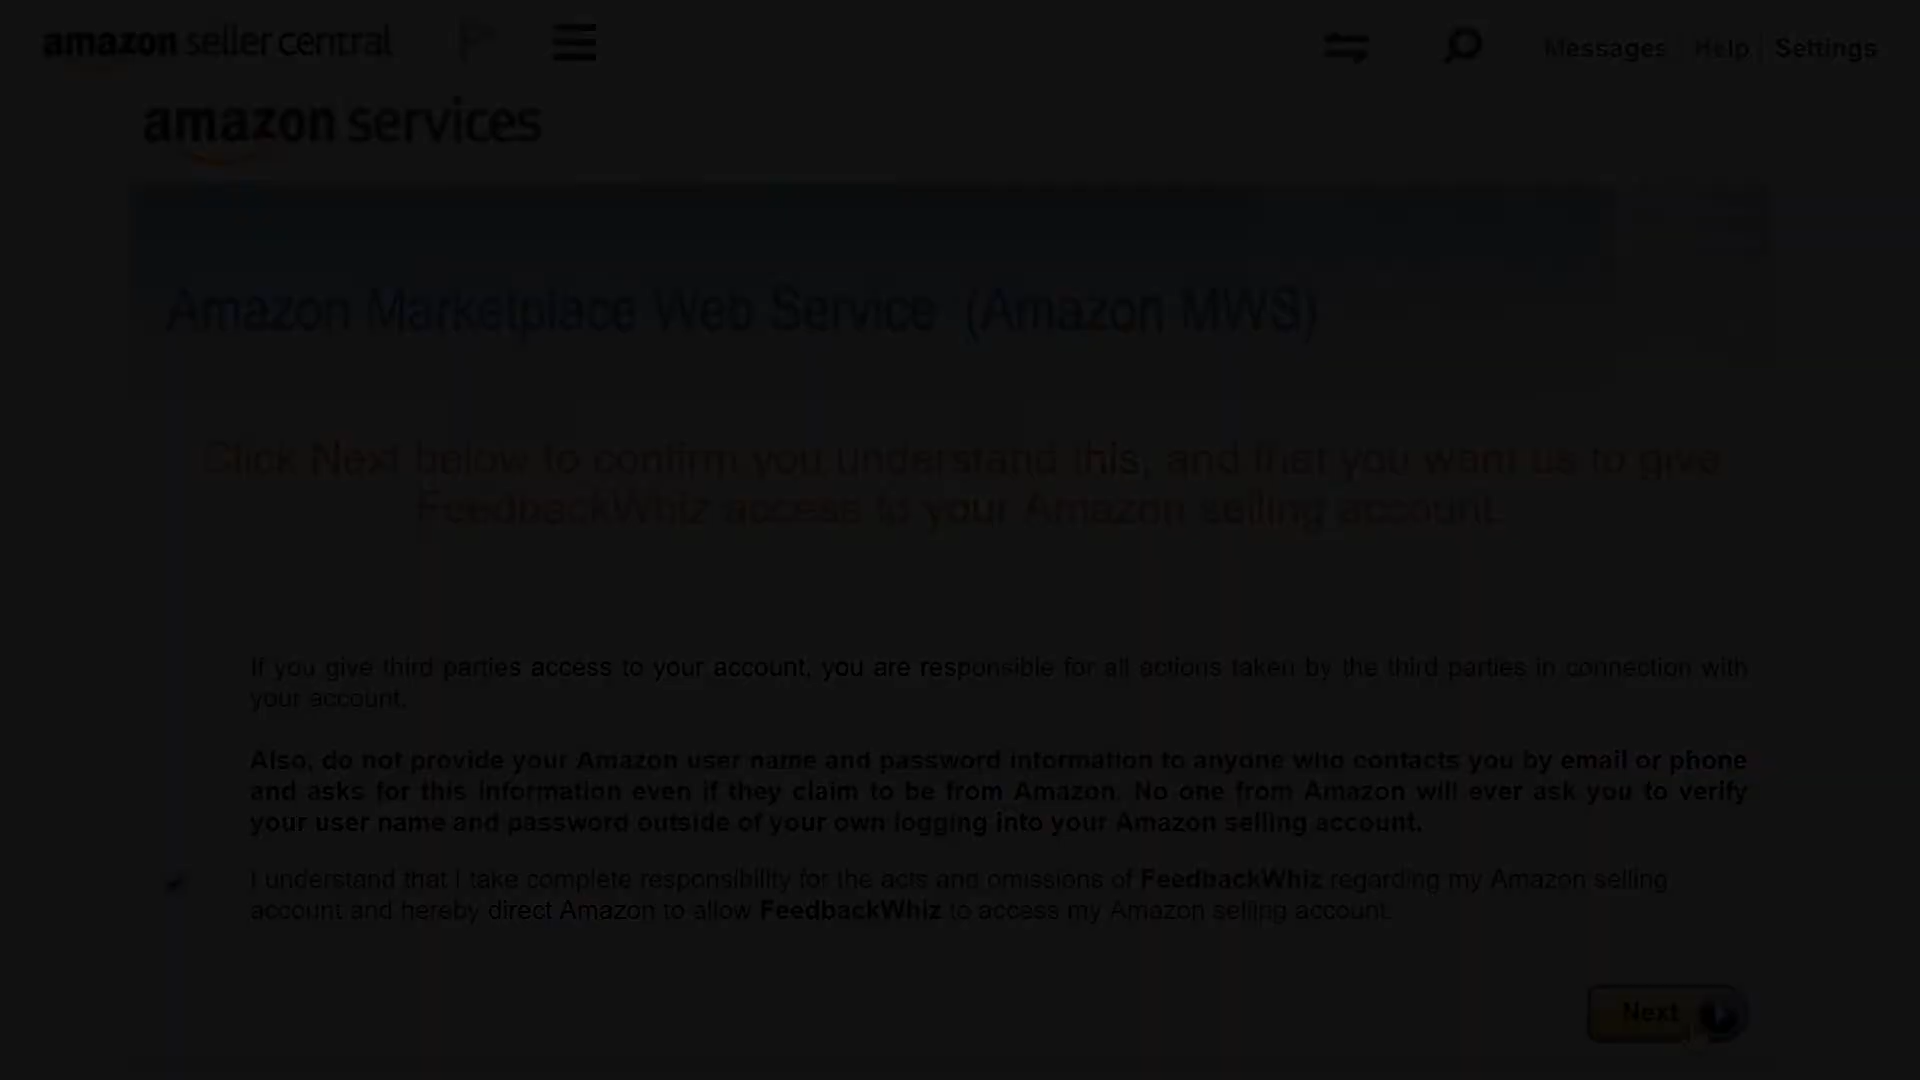 amazon seller central
Messages | Help | Settings
amazon services
Amazon Marketplace Web Service (Amazon MWS)
Click Next below to confirm you understand this, and that you want us to give
FeedbackWhiz access to your Amazon selling account.
If you give third parties access to your account, you are responsible for all actions taken by the third parties in connection with
your account.
Also, do not provide your Amazon user name and password information to anyone who contacts you by email or phone
and asks for this information even if they claim to be from Amazon. No one from Amazon will ever ask you to verify
your user name and password outside of your own logging into your Amazon selling account.
I understand that I take complete responsibility for the acts and omissions of FeedbackWhiz regarding my Amazon selling
account and hereby direct Amazon to allow FeedbackWhiz to access my Amazon selling account.
Next